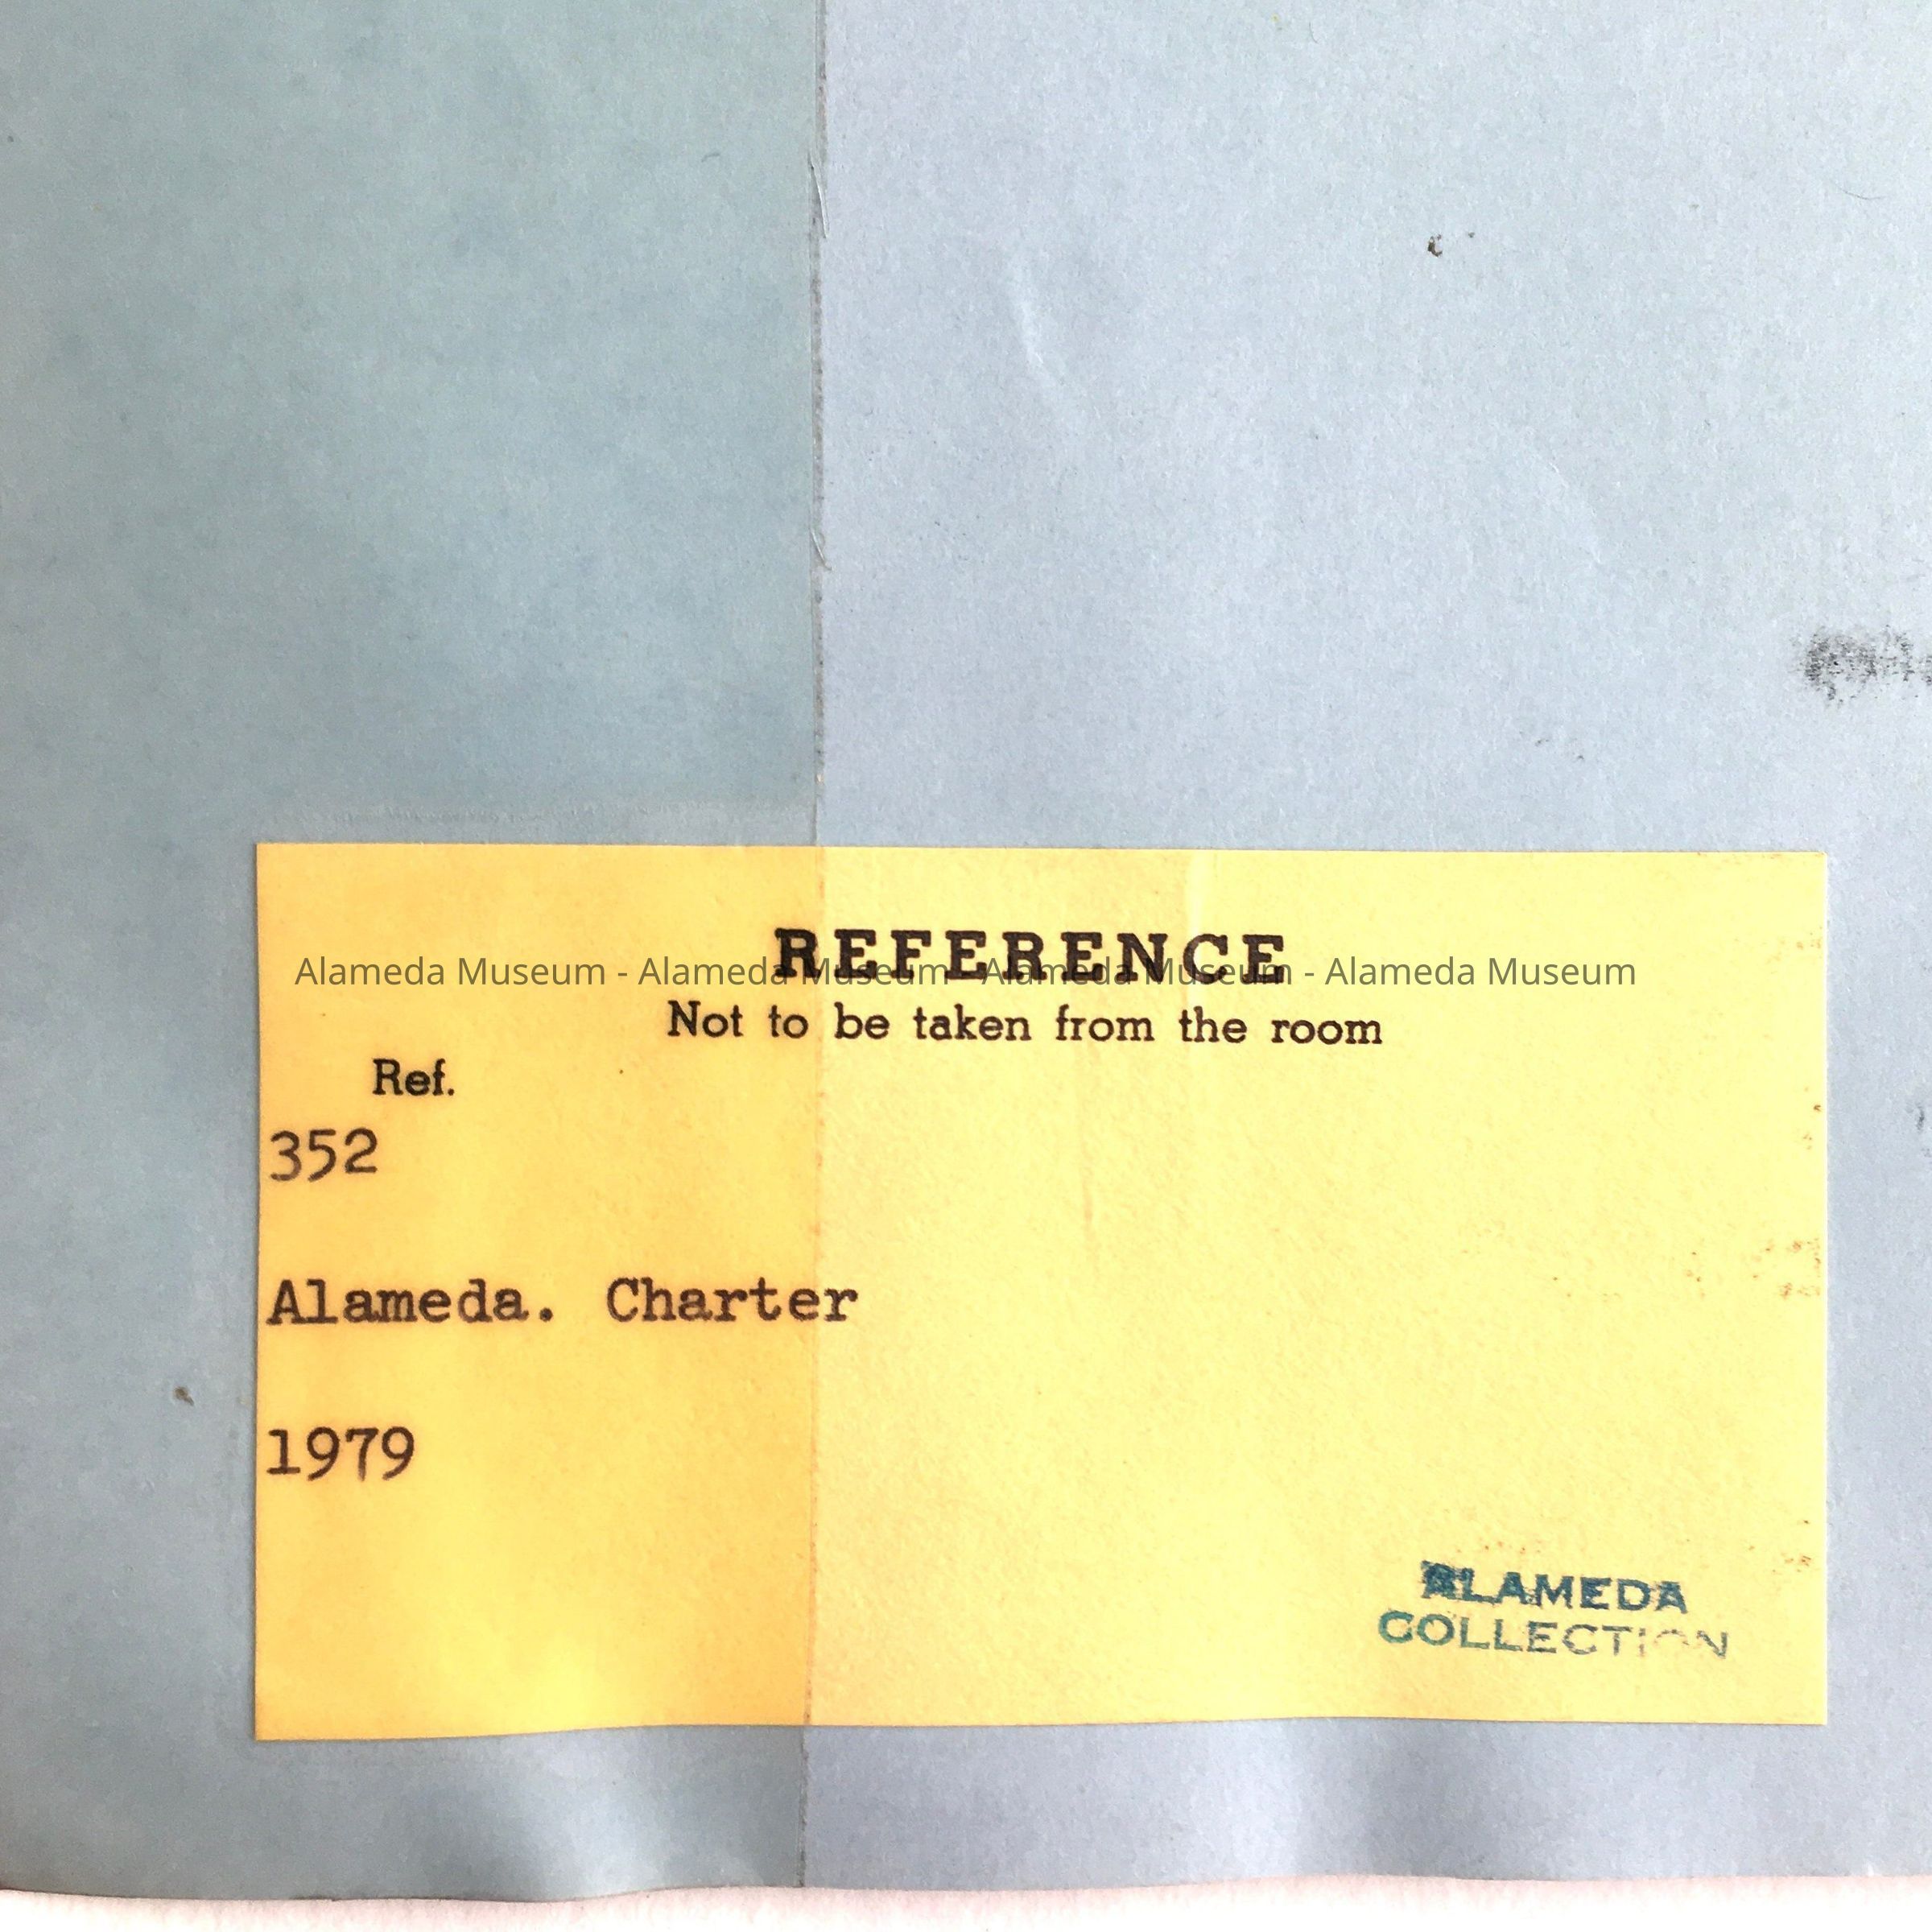 REFERENCE
Alameda Museum - Alameda Museum - Alameda Museum - Alameda Museum
Not to be taken from the room
Ref.
352
Alameda. Charter
1979
ALAMEDA
COLLECTION